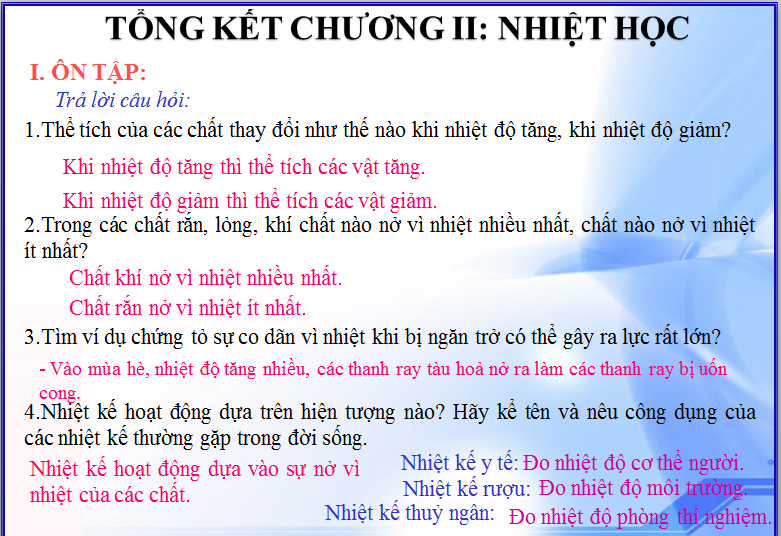 TỔNG KẾT CHƯƠNG II: NHIỆT HỌC
I. ÔN TẬP:
Trả lời câu hỏi:
1.Thể tích của các chất thay đổi như thế nào khi nhiệt độ tăng, khi nhiệt độ giảm?
Khi nhiệt độ tăng thì thể tích các vật tăng.
Khi nhiệt độ giảm thì thể tích các vật giảm.
2.Trong các chất rắn, lỏng, khí chất nào nở vì nhiệt nhiều nhất, chất nào nở vì nhiệt
ít nhất?
Chất khí nở vì nhiệt nhiều nhất.
Chất rắn nở vì nhiệt ít nhất.
3.Tìm ví dụ chứng tỏ sự co dãn vì nhiệt khi bị ngăn trở có thể gây ra lực rất lớn?
- Vào mùa hè, nhiệt độ tăng nhiều, các thanh ray tàu hoả nở ra làm các thanh ray bị uốn
cong.
4.Nhiệt kế hoạt động dựa trên hiện tượng nào? Hãy kể tên và nêu công dụng của
các nhiệt kế thường gặp trong đời sống.
Nhiệt kế hoạt động dựa vào sự nở vì
nhiệt của các chất.
Nhiệt kế y tế: Đo nhiệt độ cơ thể người.
Nhiệt kế rượu: Đo nhiệt độ môi trường.
Nhiệt kế thuỷ ngân: Đo nhiệt độ phòng thí nghiệm.